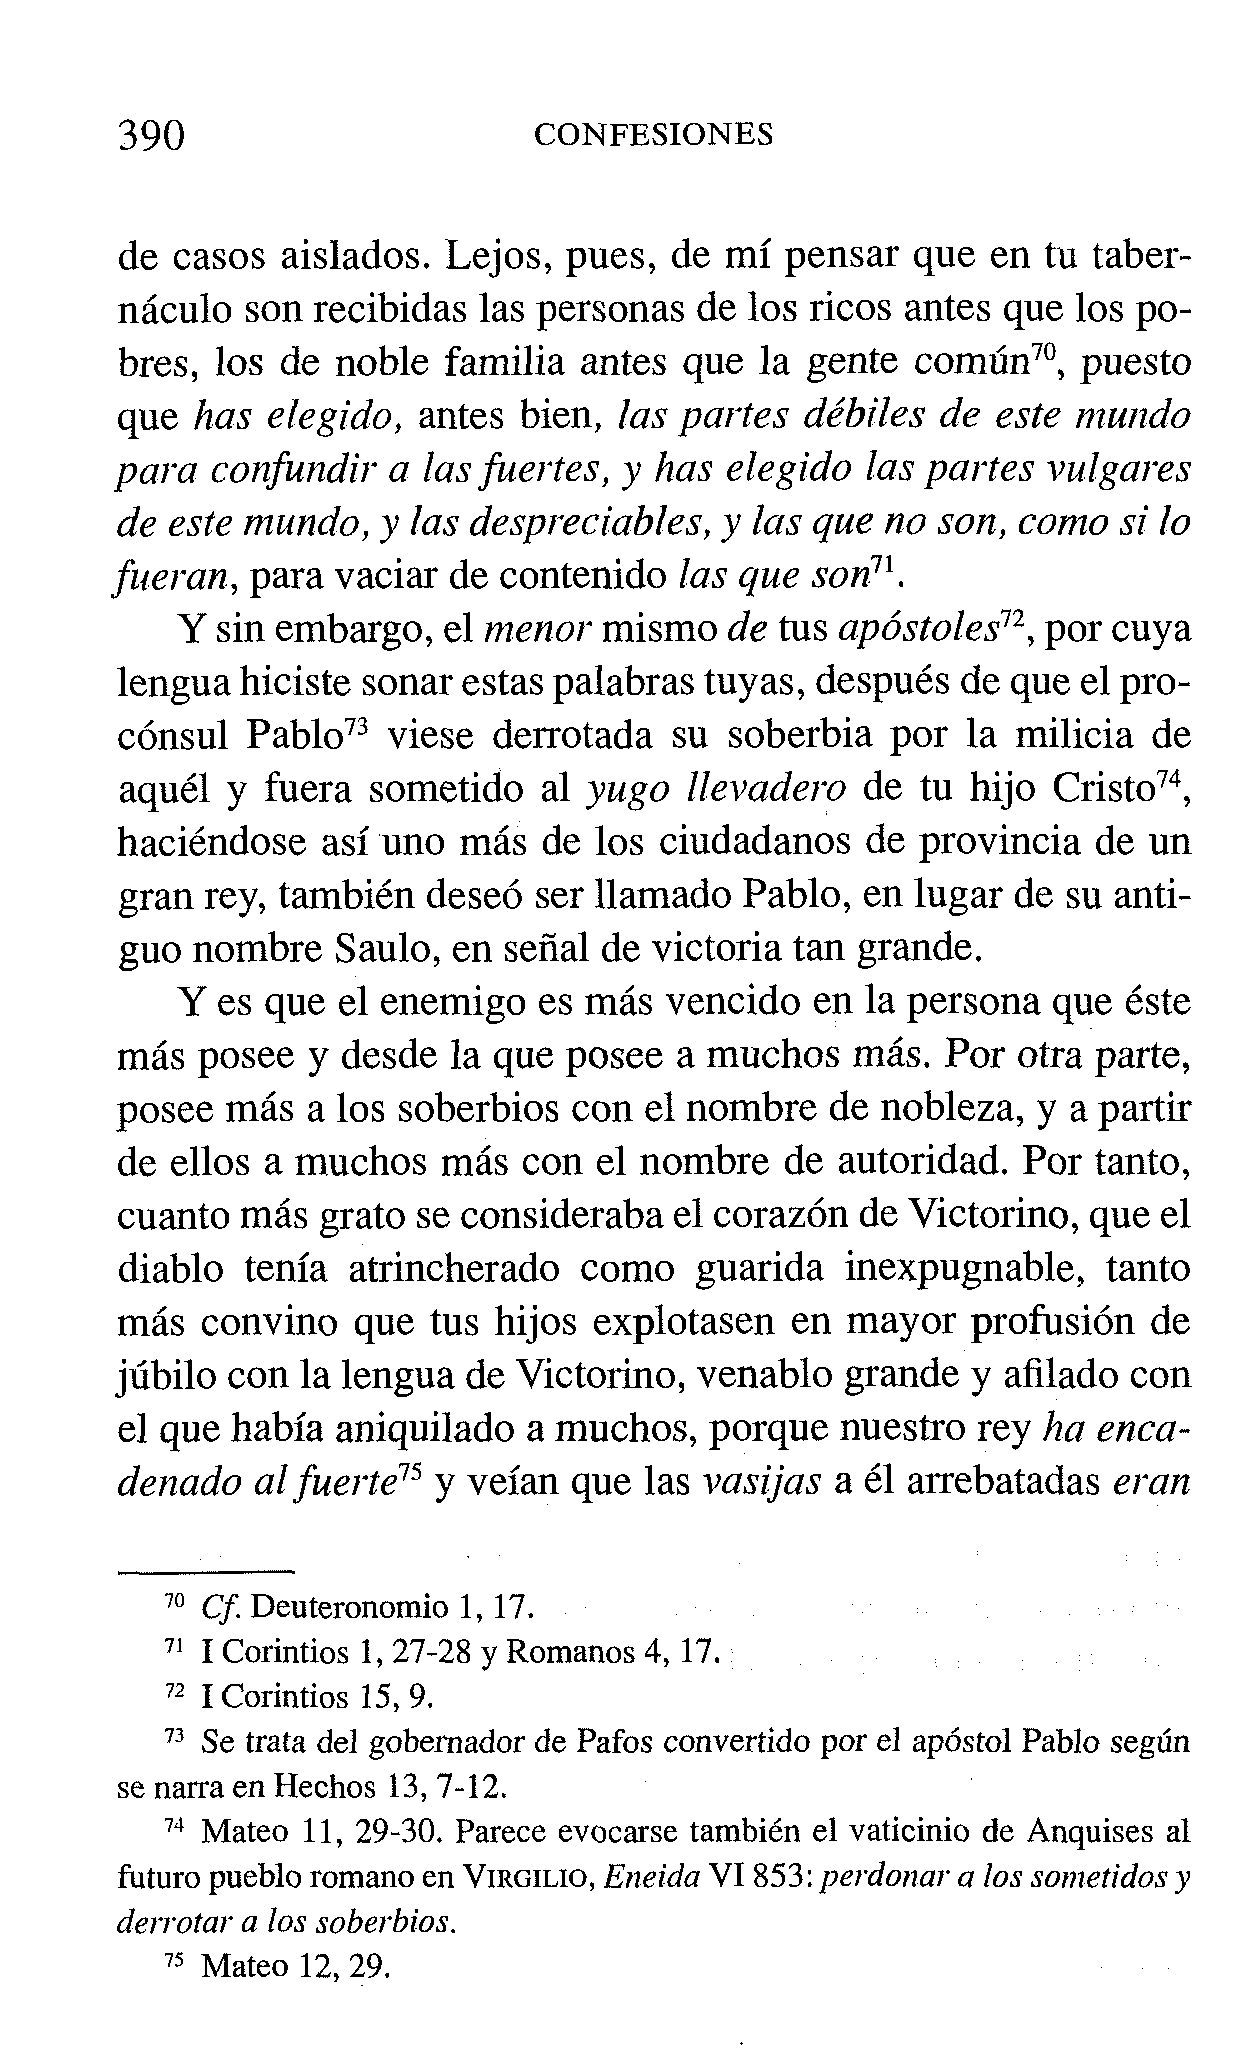 390 CONFESIONES
de casos aislados. Lejos, pues, de mí pensar que en tu taber-
náculo son recibidas las personas de los ricos antes que los po-
bres, los de noble familia antes que la gente común⁷⁰, puesto
que has elegido, antes bien, las partes débiles de este mundo
para confundir a las fuertes, y has elegido las partes vulgares
de este mundo, y las despreciables, y las que no son, como si lo
fueran, para vaciar de contenido las que son⁷¹.
Y sin embargo, el menor mismo de tus apóstoles⁷², por cuya
lengua hiciste sonar estas palabras tuyas, después de que el pro-
cónsul Pablo⁷³ viese derrotada su soberbia por la milicia de
aquél y fuera sometido al yugo llevadero de tu hijo Cristo⁷⁴,
haciéndose así uno más de los ciudadanos de provincia de un
gran rey, también deseó ser llamado Pablo, en lugar de su anti-
guo nombre Saulo, en señal de victoria tan grande.
Y es que el enemigo es más vencido en la persona que éste
más posee y desde la que posee a muchos más. Por otra parte,
posee más a los soberbios con el nombre de nobleza, y a partir
de ellos a muchos más con el nombre de autoridad. Por tanto,
cuanto más grato se consideraba el corazón de Victorino, que el
diablo tenía atrincherado como guarida inexpugnable, tanto
más convino que tus hijos explotasen en mayor profusión de
júbilo con la lengua de Victorino, venablo grande y afilado con
el que había aniquilado a muchos, porque nuestro rey ha enca-
denado al fuerte⁷⁵ y veían que las vasijas a él arrebatadas eran
⁷⁰ Cf. Deuteronomio 1, 17.
⁷¹ I Corintios 1, 27-28 y Romanos 4, 17.
⁷² I Corintios 15, 9.
⁷³ Se trata del gobernador de Pafos convertido por el apóstol Pablo según
se narra en Hechos 13, 7-12.
⁷⁴ Mateo 11, 29-30. Parece evocarse también el vaticinio de Anquises al
futuro pueblo romano en VIRGILIO, Eneida VI 853: perdonar a los sometidos y
derrotar a los soberbios.
⁷⁵ Mateo 12, 29.